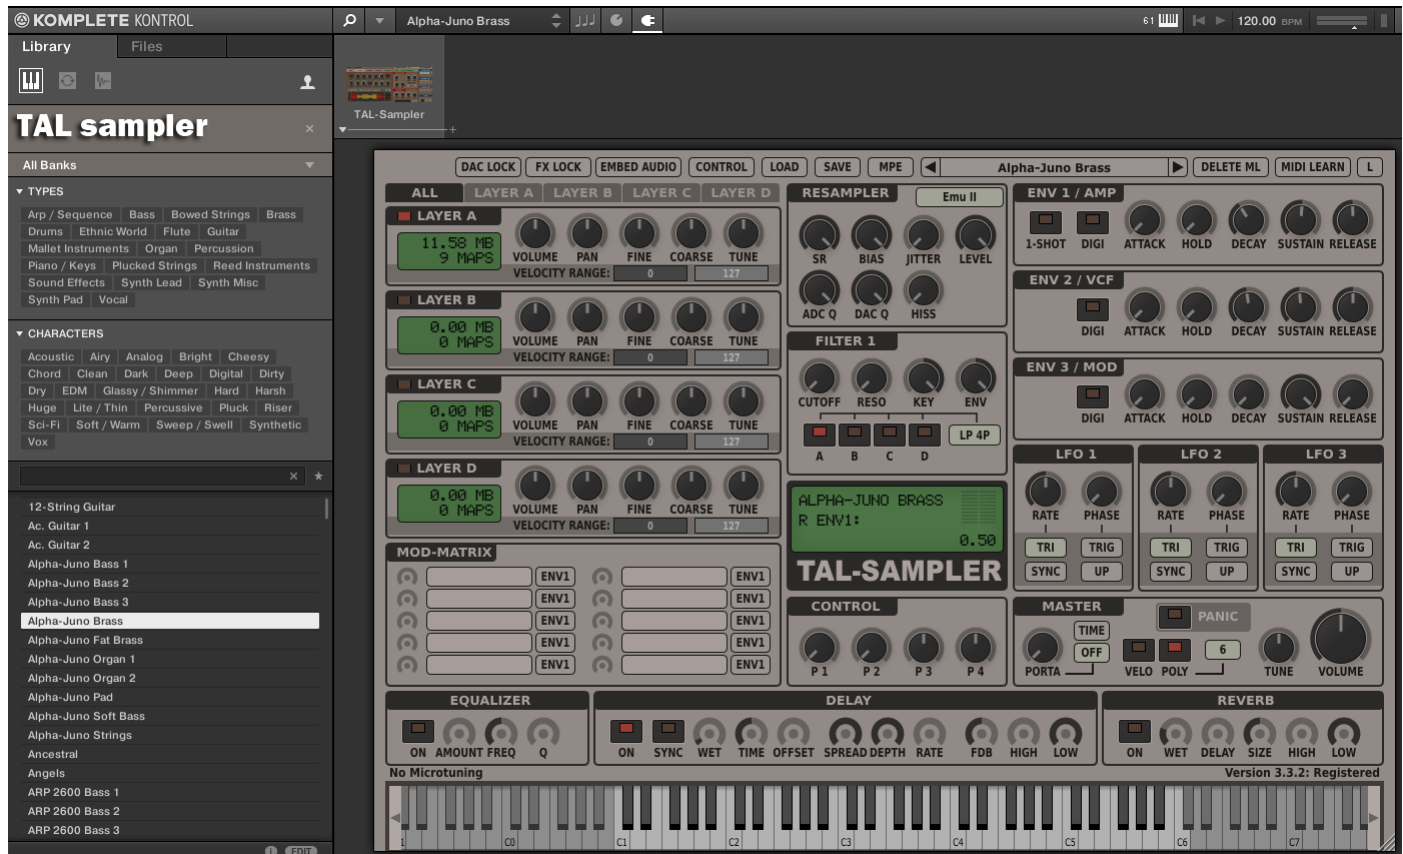 KOMPLETE KONTROL
Alpha-Juno Brass
61
120.00 BPM
Library
Files
TAL sampler
×
All Banks
TYPES
Arp / Sequence Bass Bowed Strings Brass
Drums Ethnic World Flute Guitar
Mallet Instruments Organ Percussion
Piano / Keys Plucked Strings Reed Instruments
Sound Effects Synth Lead Synth Misc
Synth Pad Vocal
CHARACTERS
Acoustic Airy Analog Bright Cheesy
Chord Clean Dark Deep Digital Dirty
Dry EDM Glassy / Shimmer Hard Harsh
Huge Lite / Thin Percussive Pluck Riser
Sci-Fi Soft / Warm Sweep / Swell Synthetic
Vox
12-String Guitar
Ac. Guitar 1
Ac. Guitar 2
Alpha-Juno Bass 1
Alpha-Juno Bass 2
Alpha-Juno Bass 3
Alpha-Juno Brass
Alpha-Juno Fat Brass
Alpha-Juno Organ 1
Alpha-Juno Organ 2
Alpha-Juno Pad
Alpha-Juno Soft Bass
Alpha-Juno Strings
Ancestral
Angels
ARP 2600 Bass 1
ARP 2600 Bass 2
ARP 2600 Bass 3
i EDIT
TAL-Sampler
+
DAC LOCK FX LOCK EMBED AUDIO CONTROL LOAD SAVE MPE Alpha-Juno Brass DELETE ML MIDI LEARN L
ALL LAYER A LAYER B LAYER C LAYER D
LAYER A
11.58 MB
9 MAPS
VOLUME PAN FINE COARSE TUNE
VELOCITY RANGE: 0 127
LAYER B
0.00 MB
0 MAPS
VOLUME PAN FINE COARSE TUNE
VELOCITY RANGE: 0 127
LAYER C
0.00 MB
0 MAPS
VOLUME PAN FINE COARSE TUNE
VELOCITY RANGE: 0 127
LAYER D
0.00 MB
0 MAPS
VOLUME PAN FINE COARSE TUNE
VELOCITY RANGE: 0 127
MOD-MATRIX
ENV1 ENV1
ENV1 ENV1
ENV1 ENV1
ENV1 ENV1
ENV1 ENV1
RESAMPLER Emu II
SR BIAS JITTER LEVEL
ADC Q DAC Q HISS
FILTER 1
CUTOFF RESO KEY ENV
LP 4P
A B C D
ALPHA-JUNO BRASS
R ENV1:
0.50
TAL-SAMPLER
CONTROL
P 1 P 2 P 3 P 4
ENV 1 / AMP
1-SHOT DIGI ATTACK HOLD DECAY SUSTAIN RELEASE
ENV 2 / VCF
DIGI ATTACK HOLD DECAY SUSTAIN RELEASE
ENV 3 / MOD
DIGI ATTACK HOLD DECAY SUSTAIN RELEASE
LFO 1 LFO 2 LFO 3
RATE PHASE RATE PHASE RATE PHASE
TRI TRIG TRI TRIG TRI TRIG
SYNC UP SYNC UP SYNC UP
MASTER
PANIC
TIME
OFF
6
PORTA VELO POLY TUNE VOLUME
EQUALIZER
ON AMOUNT FREQ Q
DELAY
ON SYNC WET TIME OFFSET SPREAD DEPTH RATE FDB HIGH LOW
REVERB
ON WET DELAY SIZE HIGH LOW
No Microtuning
Version 3.3.2: Registered
C0 C1 C2 C3 C4 C5 C6 C7